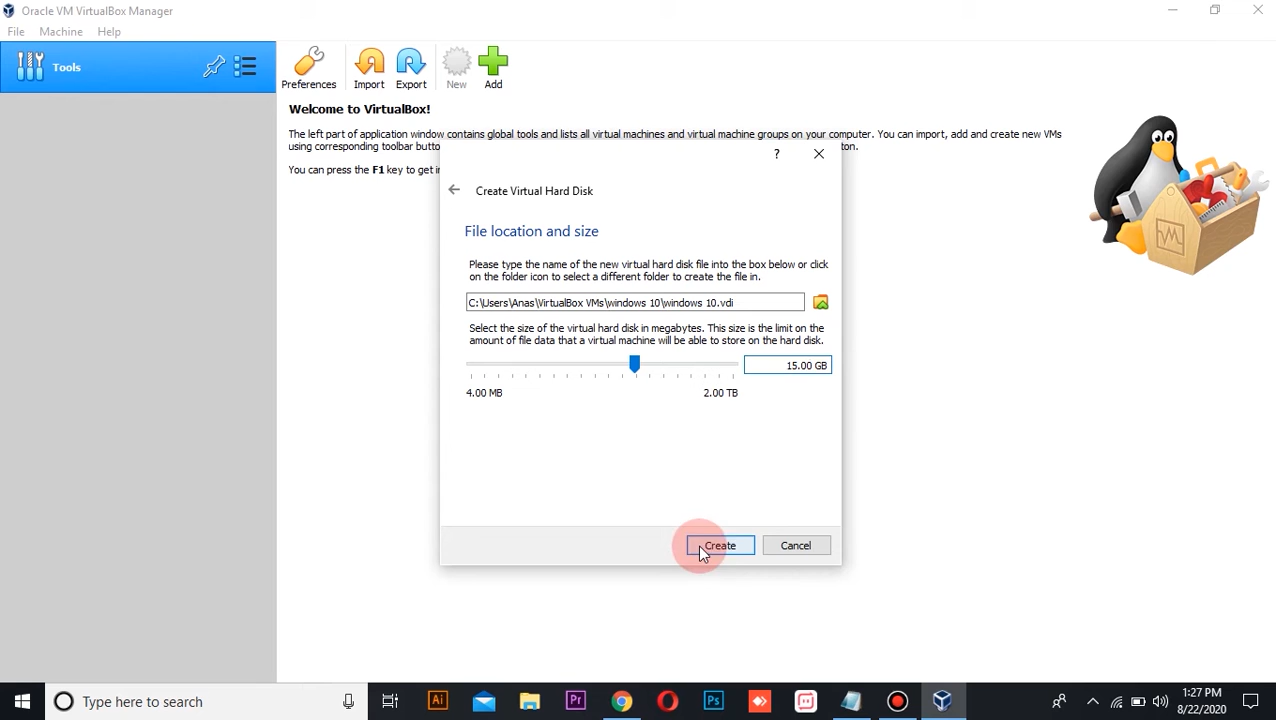 Oracle VM VirtualBox Manager
File Machine Help
Tools
Preferences Import Export New Add
Welcome to VirtualBox!
The left part of application window contains global tools and lists all virtual machines and virtual machine groups on your computer. You can import, add and create new VMs
using corresponding toolbar butto
ton.
You can press the F1 key to get in
?
Create Virtual Hard Disk
File location and size
Please type the name of the new virtual hard disk file into the box below or click
on the folder icon to select a different folder to create the file in.
C:\Users\Anas\VirtualBox VMs\windows 10\windows 10.vdi
Select the size of the virtual hard disk in megabytes. This size is the limit on the
amount of file data that a virtual machine will be able to store on the hard disk.
15.00 GB
4.00 MB 2.00 TB
Create Cancel
Type here to search
Ai Pr Ps
1:27 PM
8/22/2020